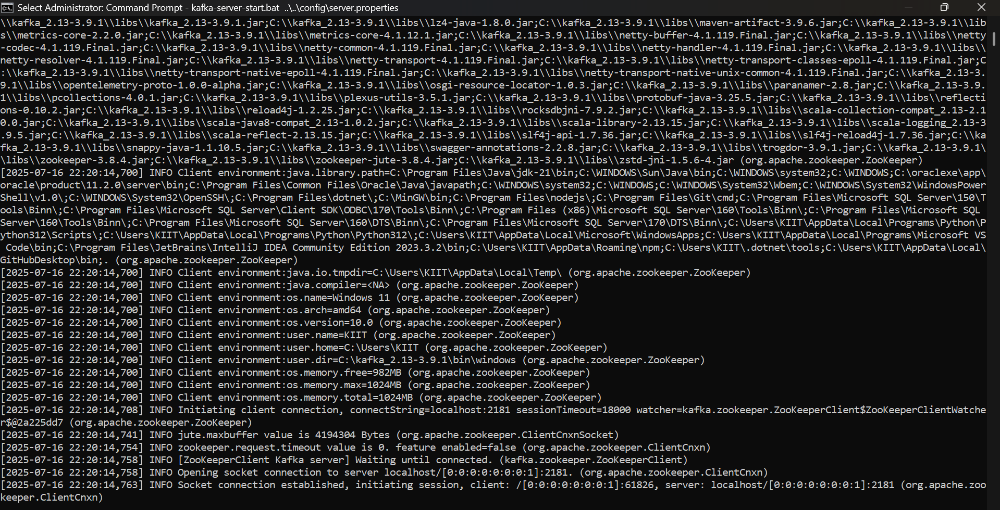 Select Administrator: Command Prompt - kafka-server-start.bat  ..\..\config\server.properties
\\kafka_2.13-3.9.1\\libs\\kafka_2.13-3.9.1.jar;C:\\kafka_2.13-3.9.1\\libs\\lz4-java-1.8.0.jar;C:\\kafka_2.13-3.9.1\\libs\\maven-artifact-3.9.6.jar;C:\\kafka_2.13-3.9.1\\lib
s\\metrics-core-2.2.0.jar;C:\\kafka_2.13-3.9.1\\libs\\metrics-core-4.1.12.1.jar;C:\\kafka_2.13-3.9.1\\libs\\netty-buffer-4.1.119.Final.jar;C:\\kafka_2.13-3.9.1\\libs\\netty
-codec-4.1.119.Final.jar;C:\\kafka_2.13-3.9.1\\libs\\netty-common-4.1.119.Final.jar;C:\\kafka_2.13-3.9.1\\libs\\netty-handler-4.1.119.Final.jar;C:\\kafka_2.13-3.9.1\\libs\\
netty-resolver-4.1.119.Final.jar;C:\\kafka_2.13-3.9.1\\libs\\netty-transport-4.1.119.Final.jar;C:\\kafka_2.13-3.9.1\\libs\\netty-transport-classes-epoll-4.1.119.Final.jar;C
:\\kafka_2.13-3.9.1\\libs\\netty-transport-native-epoll-4.1.119.Final.jar;C:\\kafka_2.13-3.9.1\\libs\\netty-transport-native-unix-common-4.1.119.Final.jar;C:\\kafka_2.13-3.
9.1\\libs\\opentelemetry-proto-1.0.0-alpha.jar;C:\\kafka_2.13-3.9.1\\libs\\osgi-resource-locator-1.0.3.jar;C:\\kafka_2.13-3.9.1\\libs\\paranamer-2.8.jar;C:\\kafka_2.13-3.9.
1\\libs\\pcollections-4.0.1.jar;C:\\kafka_2.13-3.9.1\\libs\\plexus-utils-3.5.1.jar;C:\\kafka_2.13-3.9.1\\libs\\protobuf-java-3.25.5.jar;C:\\kafka_2.13-3.9.1\\libs\\reflecti
ons-0.10.2.jar;C:\\kafka_2.13-3.9.1\\libs\\reload4j-1.2.25.jar;C:\\kafka_2.13-3.9.1\\libs\\rocksdbjni-7.9.2.jar;C:\\kafka_2.13-3.9.1\\libs\\scala-collection-compat_2.13-2.1
0.0.jar;C:\\kafka_2.13-3.9.1\\libs\\scala-java8-compat_2.13-1.0.2.jar;C:\\kafka_2.13-3.9.1\\libs\\scala-library-2.13.15.jar;C:\\kafka_2.13-3.9.1\\libs\\scala-logging_2.13-3
.9.5.jar;C:\\kafka_2.13-3.9.1\\libs\\scala-reflect-2.13.15.jar;C:\\kafka_2.13-3.9.1\\libs\\slf4j-api-1.7.36.jar;C:\\kafka_2.13-3.9.1\\libs\\slf4j-reload4j-1.7.36.jar;C:\\ka
fka_2.13-3.9.1\\libs\\snappy-java-1.1.10.5.jar;C:\\kafka_2.13-3.9.1\\libs\\swagger-annotations-2.2.8.jar;C:\\kafka_2.13-3.9.1\\libs\\trogdor-3.9.1.jar;C:\\kafka_2.13-3.9.1\
\libs\\zookeeper-3.8.4.jar;C:\\kafka_2.13-3.9.1\\libs\\zookeeper-jute-3.8.4.jar;C:\\kafka_2.13-3.9.1\\libs\\zstd-jni-1.5.6-4.jar (org.apache.zookeeper.ZooKeeper)
[2025-07-16 22:20:14,700] INFO Client environment:java.library.path=C:\Program Files\Java\jdk-21\bin;C:\WINDOWS\Sun\Java\bin;C:\WINDOWS\system32;C:\WINDOWS;C:\oraclexe\app\
oracle\product\11.2.0\server\bin;C:\Program Files\Common Files\Oracle\Java\javapath;C:\WINDOWS\system32;C:\WINDOWS;C:\WINDOWS\System32\Wbem;C:\WINDOWS\System32\WindowsPower
Shell\v1.0\;C:\WINDOWS\System32\OpenSSH\;C:\Program Files\dotnet\;C:\MinGW\bin;C:\Program Files\nodejs\;C:\Program Files\Git\cmd;C:\Program Files\Microsoft SQL Server\150\T
ools\Binn\;C:\Program Files\Microsoft SQL Server\Client SDK\ODBC\170\Tools\Binn\;C:\Program Files (x86)\Microsoft SQL Server\160\Tools\Binn\;C:\Program Files\Microsoft SQL
Server\160\Tools\Binn\;C:\Program Files\Microsoft SQL Server\160\DTS\Binn\;C:\Program Files\Microsoft SQL Server\170\DTS\Binn\;C:\Users\KIIT\AppData\Local\Programs\Python\P
ython312\Scripts\;C:\Users\KIIT\AppData\Local\Programs\Python\Python312\;C:\Users\KIIT\AppData\Local\Microsoft\WindowsApps;C:\Users\KIIT\AppData\Local\Programs\Microsoft VS
 Code\bin;C:\Program Files\JetBrains\IntelliJ IDEA Community Edition 2023.3.2\bin;C:\Users\KIIT\AppData\Roaming\npm;C:\Users\KIIT\.dotnet\tools;C:\Users\KIIT\AppData\Local\
GitHubDesktop\bin;. (org.apache.zookeeper.ZooKeeper)
[2025-07-16 22:20:14,700] INFO Client environment:java.io.tmpdir=C:\Users\KIIT\AppData\Local\Temp\ (org.apache.zookeeper.ZooKeeper)
[2025-07-16 22:20:14,700] INFO Client environment:java.compiler=<NA> (org.apache.zookeeper.ZooKeeper)
[2025-07-16 22:20:14,700] INFO Client environment:os.name=Windows 11 (org.apache.zookeeper.ZooKeeper)
[2025-07-16 22:20:14,700] INFO Client environment:os.arch=amd64 (org.apache.zookeeper.ZooKeeper)
[2025-07-16 22:20:14,700] INFO Client environment:os.version=10.0 (org.apache.zookeeper.ZooKeeper)
[2025-07-16 22:20:14,700] INFO Client environment:user.name=KIIT (org.apache.zookeeper.ZooKeeper)
[2025-07-16 22:20:14,700] INFO Client environment:user.home=C:\Users\KIIT (org.apache.zookeeper.ZooKeeper)
[2025-07-16 22:20:14,700] INFO Client environment:user.dir=C:\kafka_2.13-3.9.1\bin\windows (org.apache.zookeeper.ZooKeeper)
[2025-07-16 22:20:14,700] INFO Client environment:os.memory.free=982MB (org.apache.zookeeper.ZooKeeper)
[2025-07-16 22:20:14,700] INFO Client environment:os.memory.max=1024MB (org.apache.zookeeper.ZooKeeper)
[2025-07-16 22:20:14,700] INFO Client environment:os.memory.total=1024MB (org.apache.zookeeper.ZooKeeper)
[2025-07-16 22:20:14,708] INFO Initiating client connection, connectString=localhost:2181 sessionTimeout=18000 watcher=kafka.zookeeper.ZooKeeperClient$ZooKeeperClientWatche
r$@2a225dd7 (org.apache.zookeeper.ZooKeeper)
[2025-07-16 22:20:14,741] INFO jute.maxbuffer value is 4194304 Bytes (org.apache.zookeeper.ClientCnxnSocket)
[2025-07-16 22:20:14,754] INFO zookeeper.request.timeout value is 0. feature enabled=false (org.apache.zookeeper.ClientCnxn)
[2025-07-16 22:20:14,758] INFO [ZooKeeperClient Kafka server] Waiting until connected. (kafka.zookeeper.ZooKeeperClient)
[2025-07-16 22:20:14,758] INFO Opening socket connection to server localhost/[0:0:0:0:0:0:0:1]:2181. (org.apache.zookeeper.ClientCnxn)
[2025-07-16 22:20:14,763] INFO Socket connection established, initiating session, client: /[0:0:0:0:0:0:0:1]:61826, server: localhost/[0:0:0:0:0:0:0:1]:2181 (org.apache.zoo
keeper.ClientCnxn)